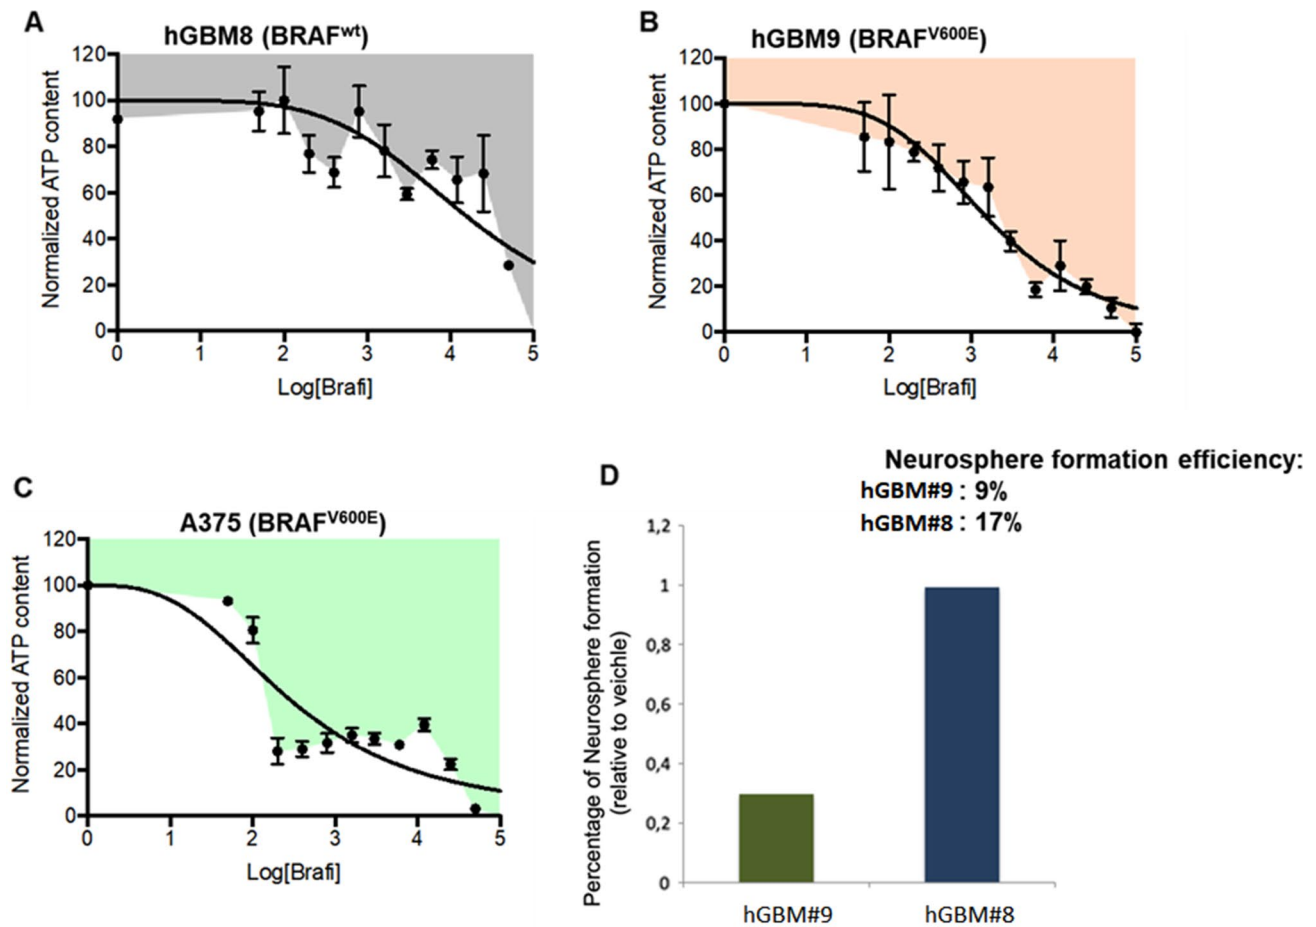 A
hGBM8 (BRAFwt)
Normalized ATP content
120
100
80
60
40
20
0
0 1 2 3 4 5
Log[Brafi]
B
hGBM9 (BRAFV600E)
Normalized ATP content
120
100
80
60
40
20
0
0 1 2 3 4 5
Log[Brafi]
C
A375 (BRAFV600E)
Normalized ATP content
120
100
80
60
40
20
0
0 1 2 3 4 5
Log[Brafi]
D
Neurosphere formation efficiency:
hGBM#9 : 9%
hGBM#8 : 17%
Percentage of Neurosphere formation
(relative to veichle)
1,2
1
0,8
0,6
0,4
0,2
0
hGBM#9 hGBM#8